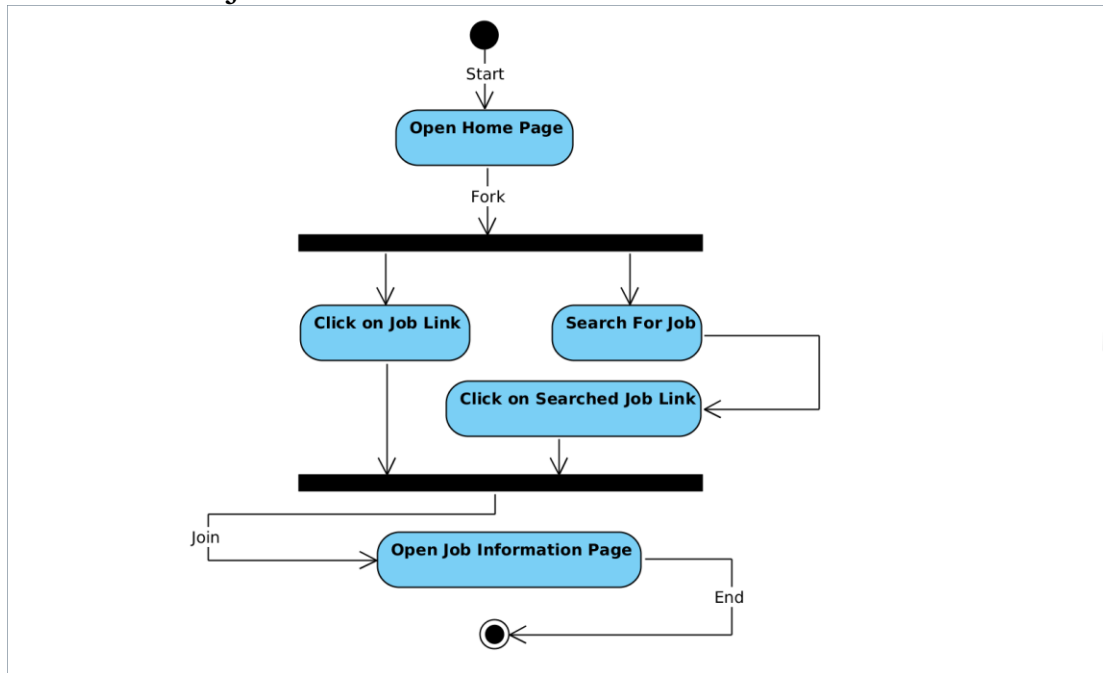 Start
Open Home Page
Fork
Click on Job Link
Search For Job
Click on Searched Job Link
Join
Open Job Information Page
End